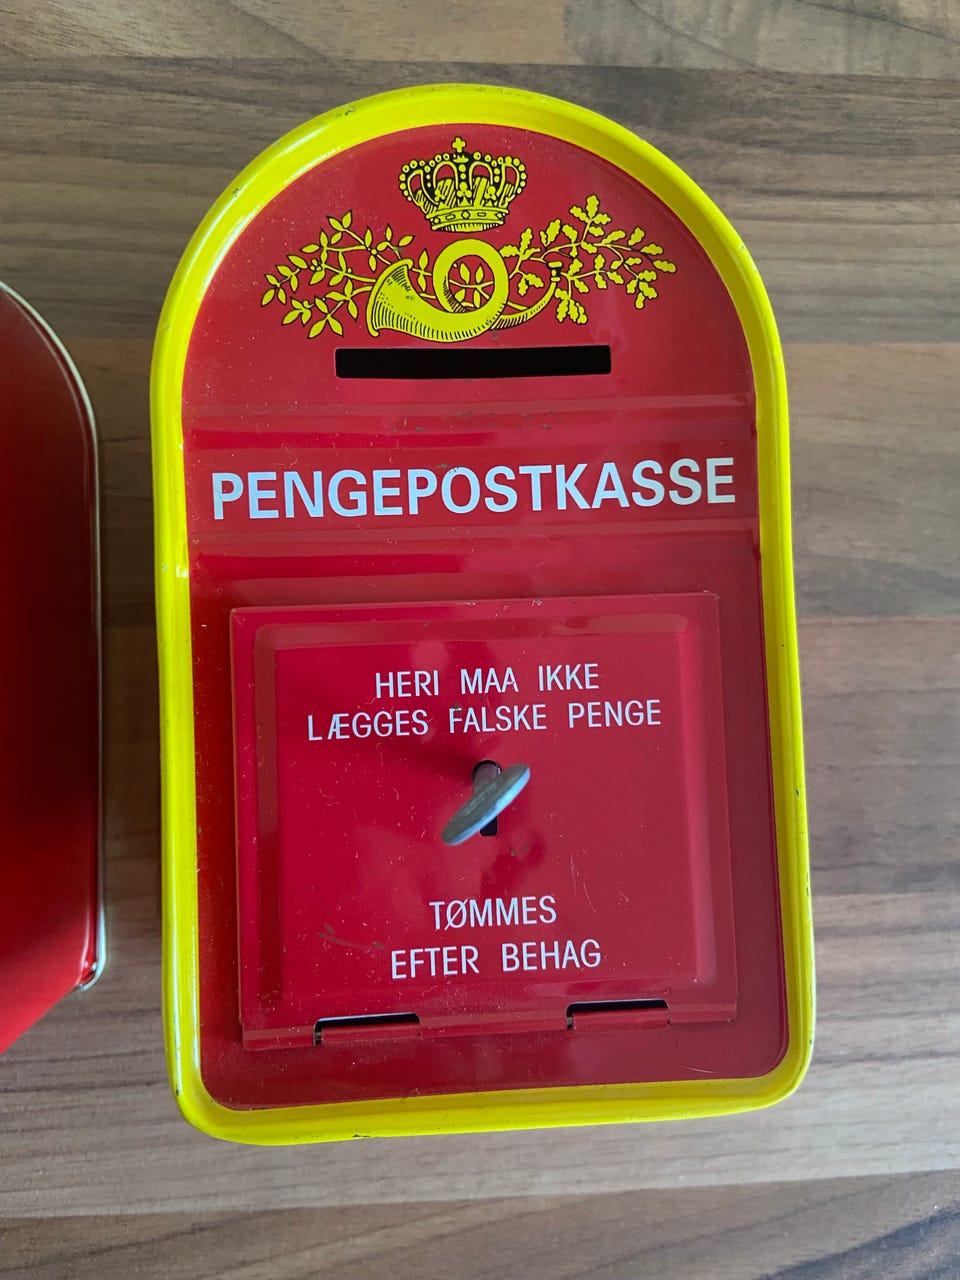 PENGEPOSTKASSE
HERI MAA IKKE
LÆGGES FALSKE PENGE
TØMMES
EFTER BEHAG